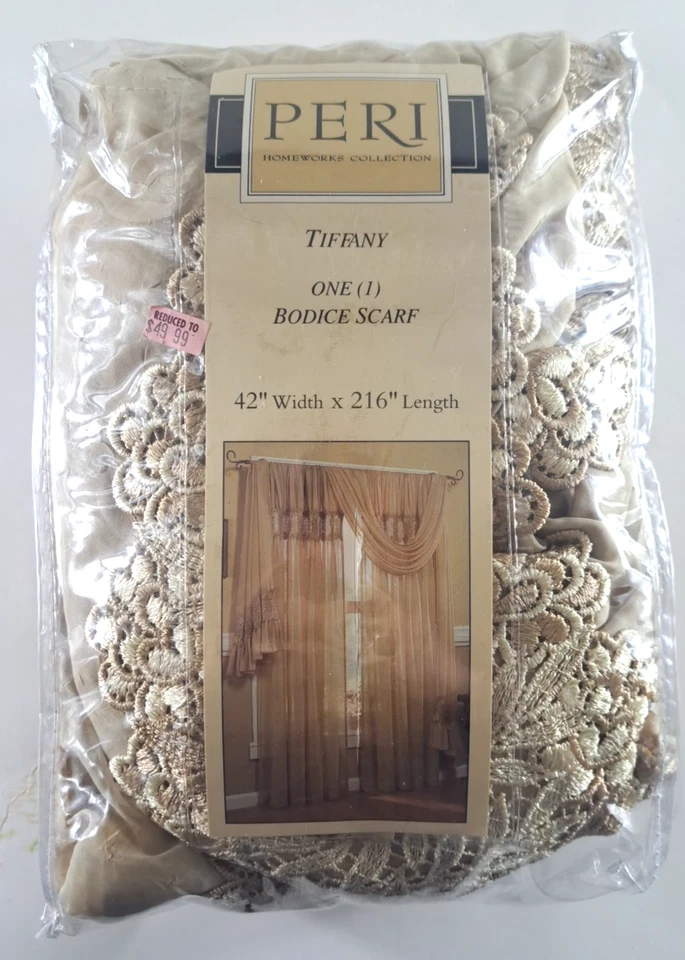 PERI
HOMEWORKS COLLECTION
TIFFANY
ONE (1)
BODICE SCARF
REDUCED TO
$49 99
42" Width x 216" Length